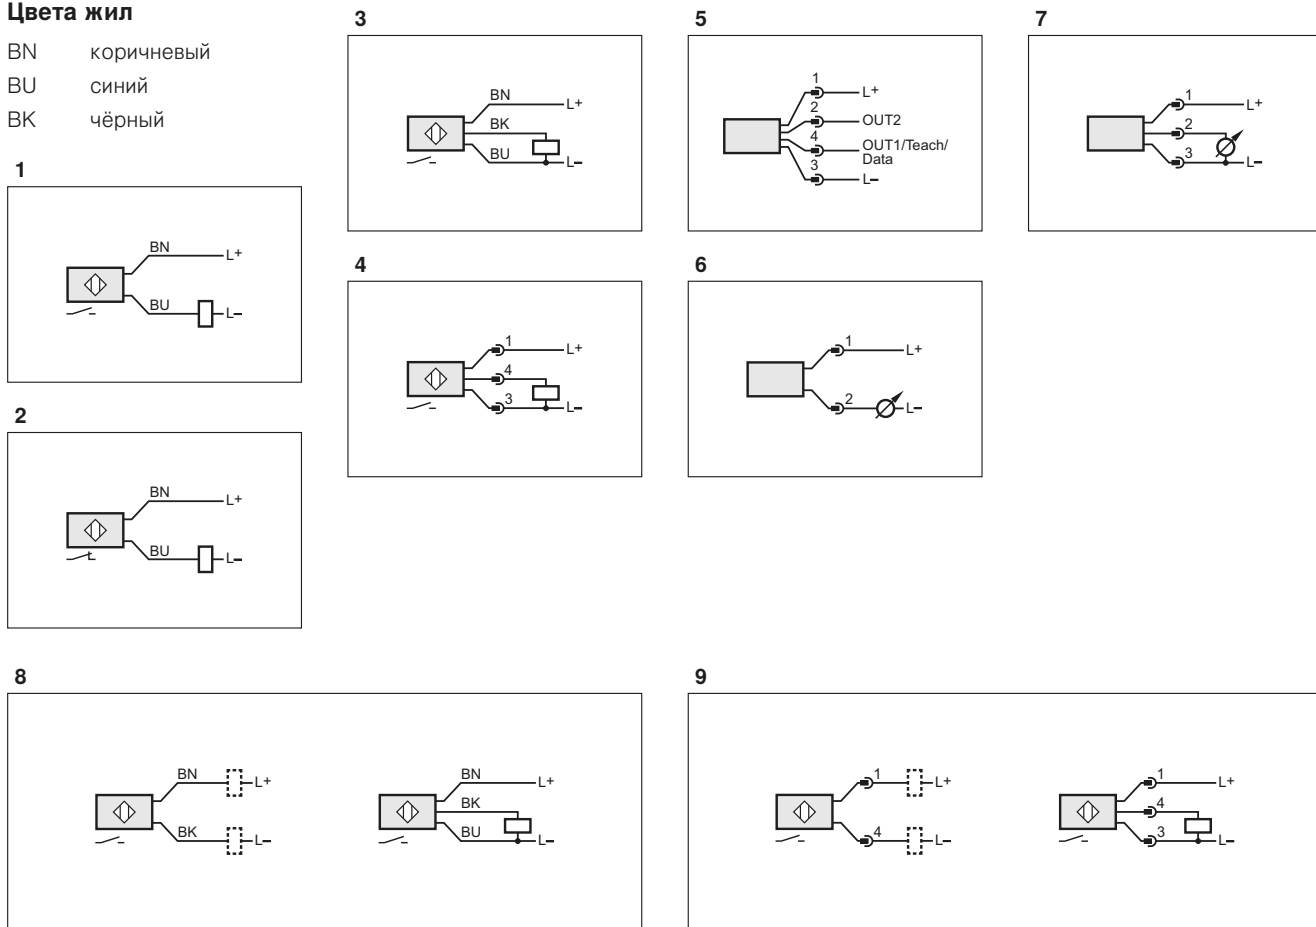 Цвета жил
BN коричневый
BU синий
BK чёрный
1
BN
L+
BU
L–
2
BN
L+
BU
L–
3
BN
L+
BK
BU
L–
4
1
L+
4
3
L–
5
1
L+
2
OUT2
4
OUT1/Teach/
Data
3
L–
6
1
L+
2
L–
7
1
L+
2
3
L–
8
BN
L+
BK
L–
BN
L+
BK
BU
L–
9
1
L+
4
L–
1
L+
4
3
L–